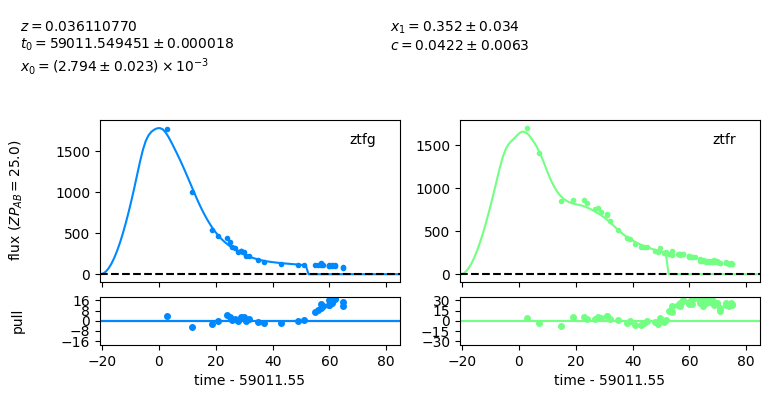 z = 0.036110770
t₀ = 59011.549451 ± 0.000018
x₀ = (2.794 ± 0.023) × 10⁻³
x₁ = 0.352 ± 0.034
c = 0.0422 ± 0.0063
flux (ZP_AB = 25.0)
1500
1000
500
0
ztfg
1500
1000
500
0
ztfr
pull
16
8
0
−8
−16
30
15
0
−15
−30
−20 0 20 40 60 80
time - 59011.55
−20 0 20 40 60 80
time - 59011.55